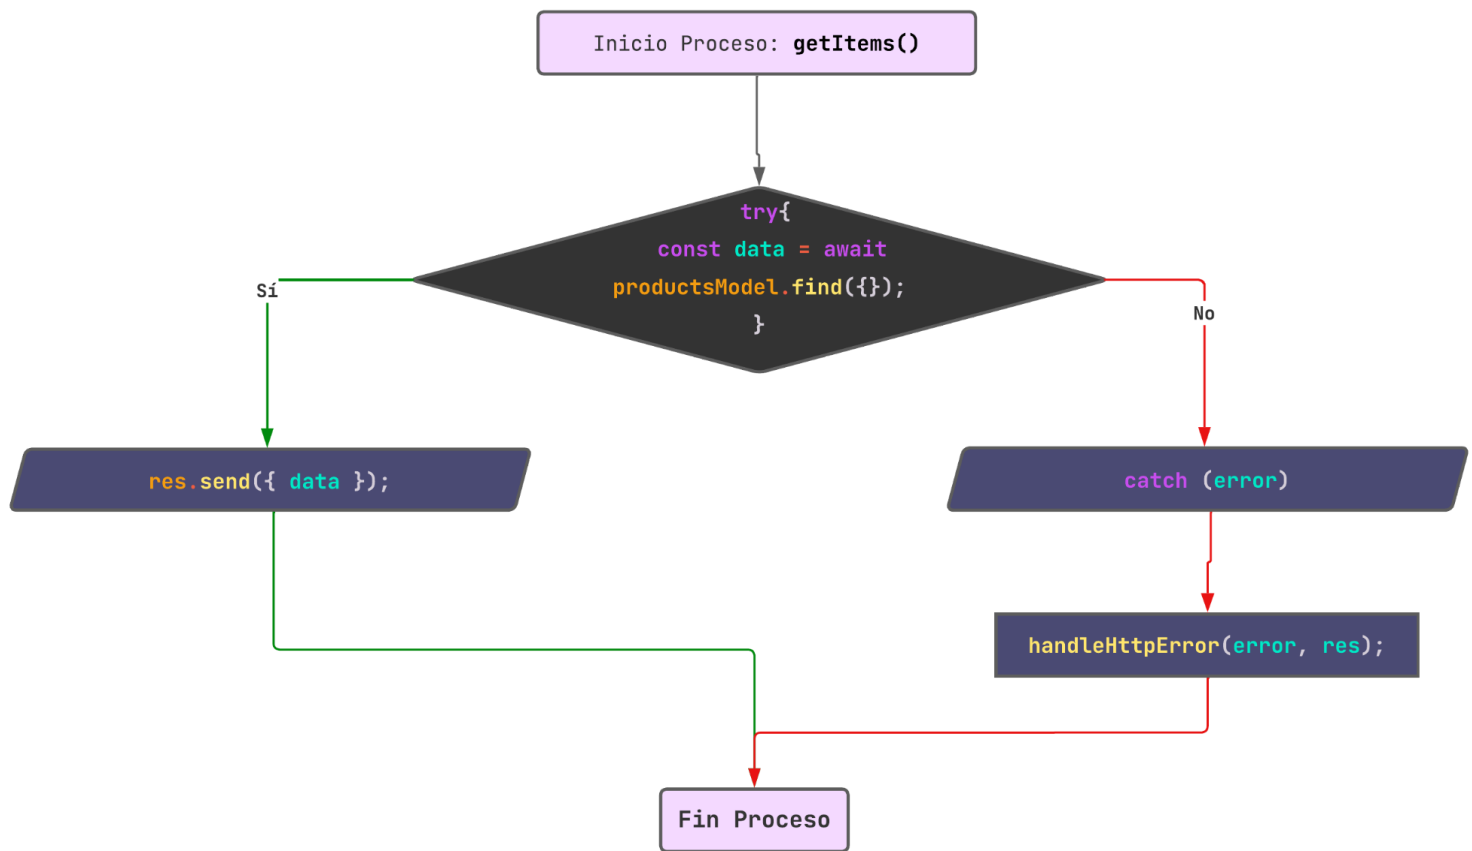 Inicio Proceso: getItems()
try{
const data = await
productsModel.find({});
}
Sí
No
res.send({ data });
catch (error)
handleHttpError(error, res);
Fin Proceso